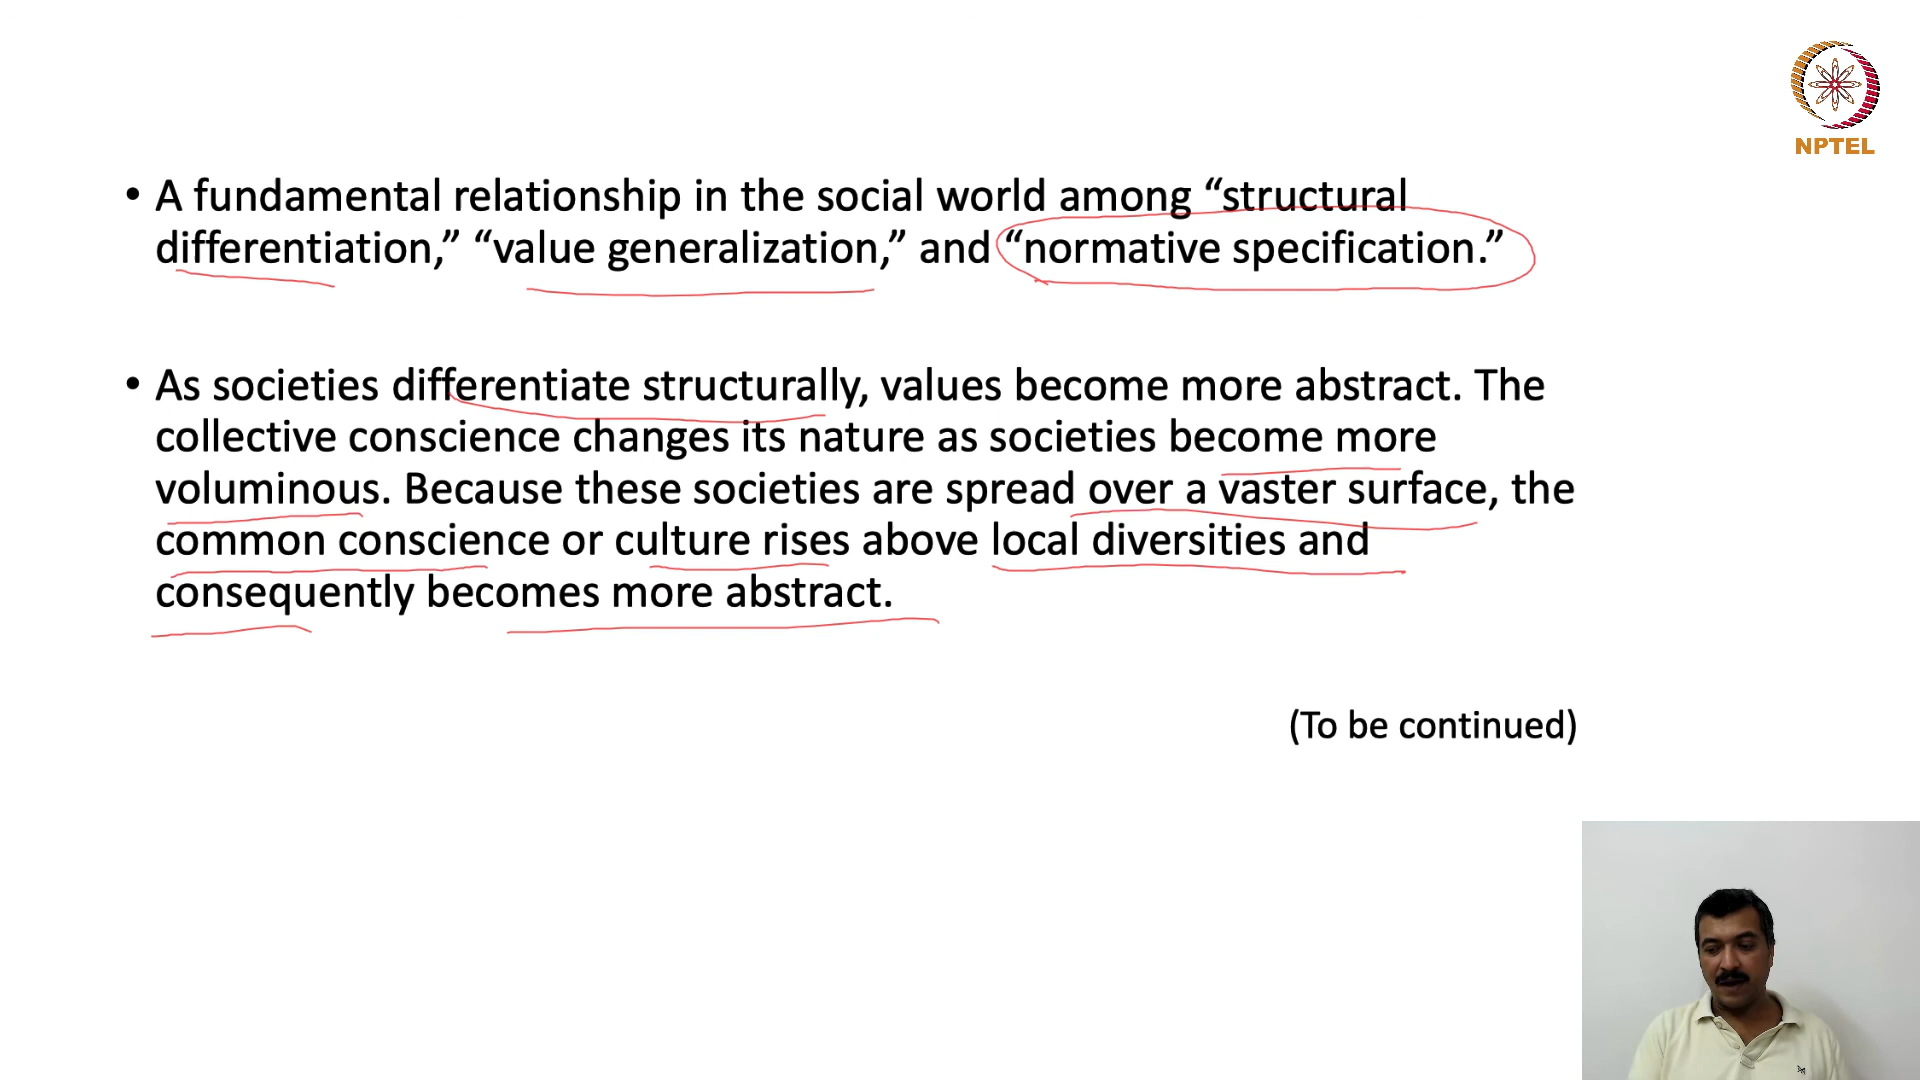 NPTEL
• A fundamental relationship in the social world among “structural
differentiation,” “value generalization,” and “normative specification.”
• As societies differentiate structurally, values become more abstract. The
collective conscience changes its nature as societies become more
voluminous. Because these societies are spread over a vaster surface, the
common conscience or culture rises above local diversities and
consequently becomes more abstract.
(To be continued)